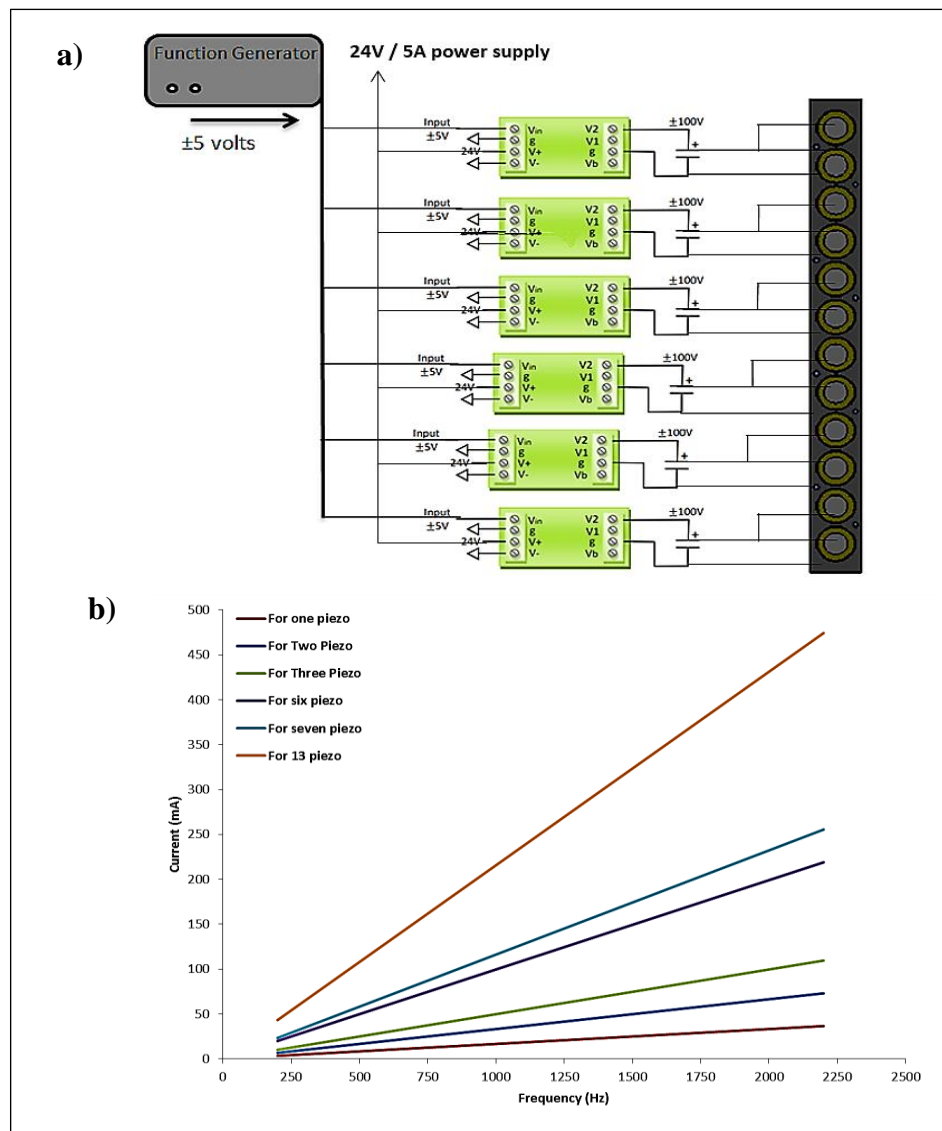 a)
Function Generator
±5 volts
24V / 5A power supply
Input
±5V
24V
Vin
g
V+
V-
V2
V1
g
Vb
±100V
+
Input
±5V
24V
Vin
g
V+
V-
V2
V1
g
Vb
±100V
+
Input
±5V
24V
Vin
g
V+
V-
V2
V1
g
Vb
±100V
+
Input
±5V
24V
Vin
g
V+
V-
V2
V1
g
Vb
±100V
+
Input
±5V
24V
Vin
g
V+
V-
V2
V1
g
Vb
±100V
+
Input
±5V
24V
Vin
g
V+
V-
V2
V1
g
Vb
±100V
+
b)
For one piezo
For Two Piezo
For Three Piezo
For six piezo
For seven piezo
For 13 piezo
Current (mA)
500
450
400
350
300
250
200
150
100
50
0
0 250 500 750 1000 1250 1500 1750 2000 2250 2500
Frequency (Hz)